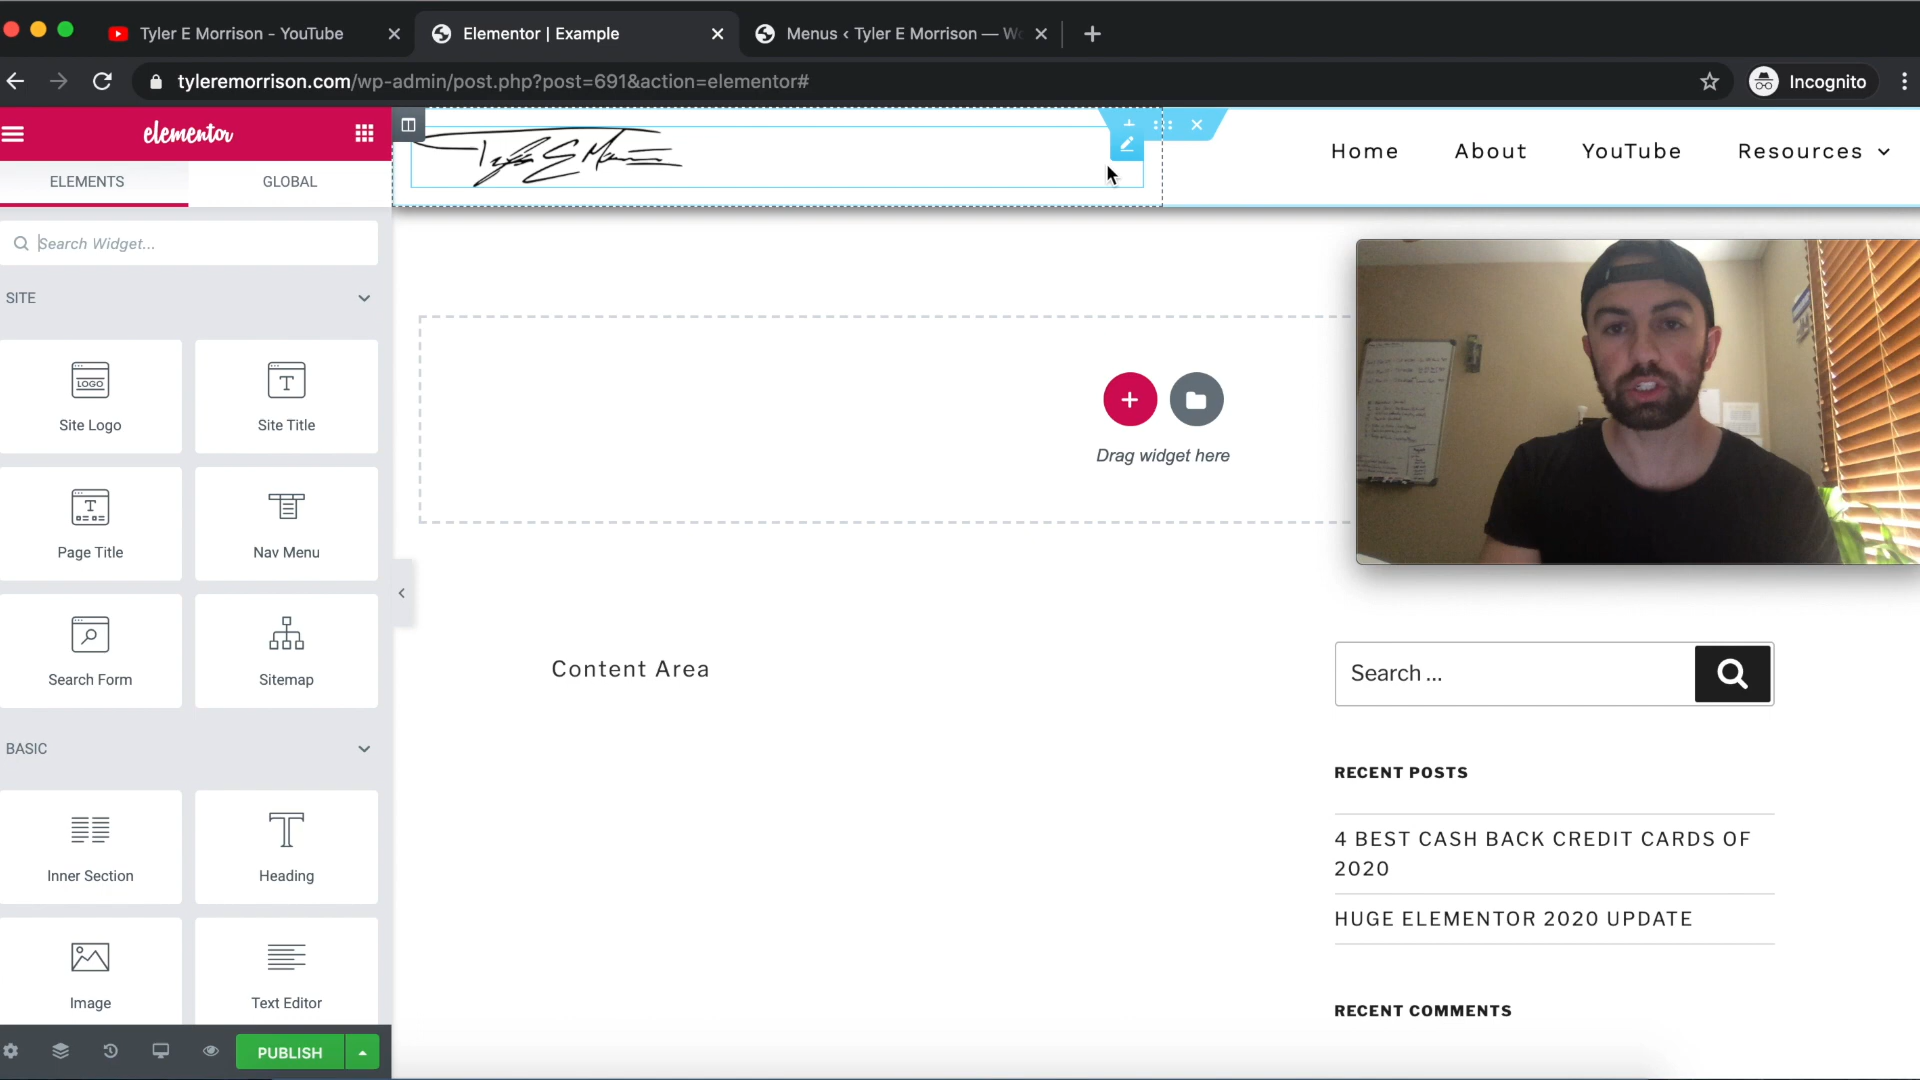 Tyler E Morrison - YouTube
Elementor | Example
Menus ‹ Tyler E Morrison — Wo
tyleremorrison.com/wp-admin/post.php?post=691&action=elementor#
Incognito
elementor
ELEMENTS
GLOBAL
Search Widget...
SITE
LOGO
Site Logo
Site Title
Page Title
Nav Menu
Search Form
Sitemap
BASIC
Inner Section
Heading
Image
Text Editor
PUBLISH
Tyler E Morrison
Home
About
YouTube
Resources
Drag widget here
Content Area
Search ...
RECENT POSTS
4 BEST CASH BACK CREDIT CARDS OF
2020
HUGE ELEMENTOR 2020 UPDATE
RECENT COMMENTS